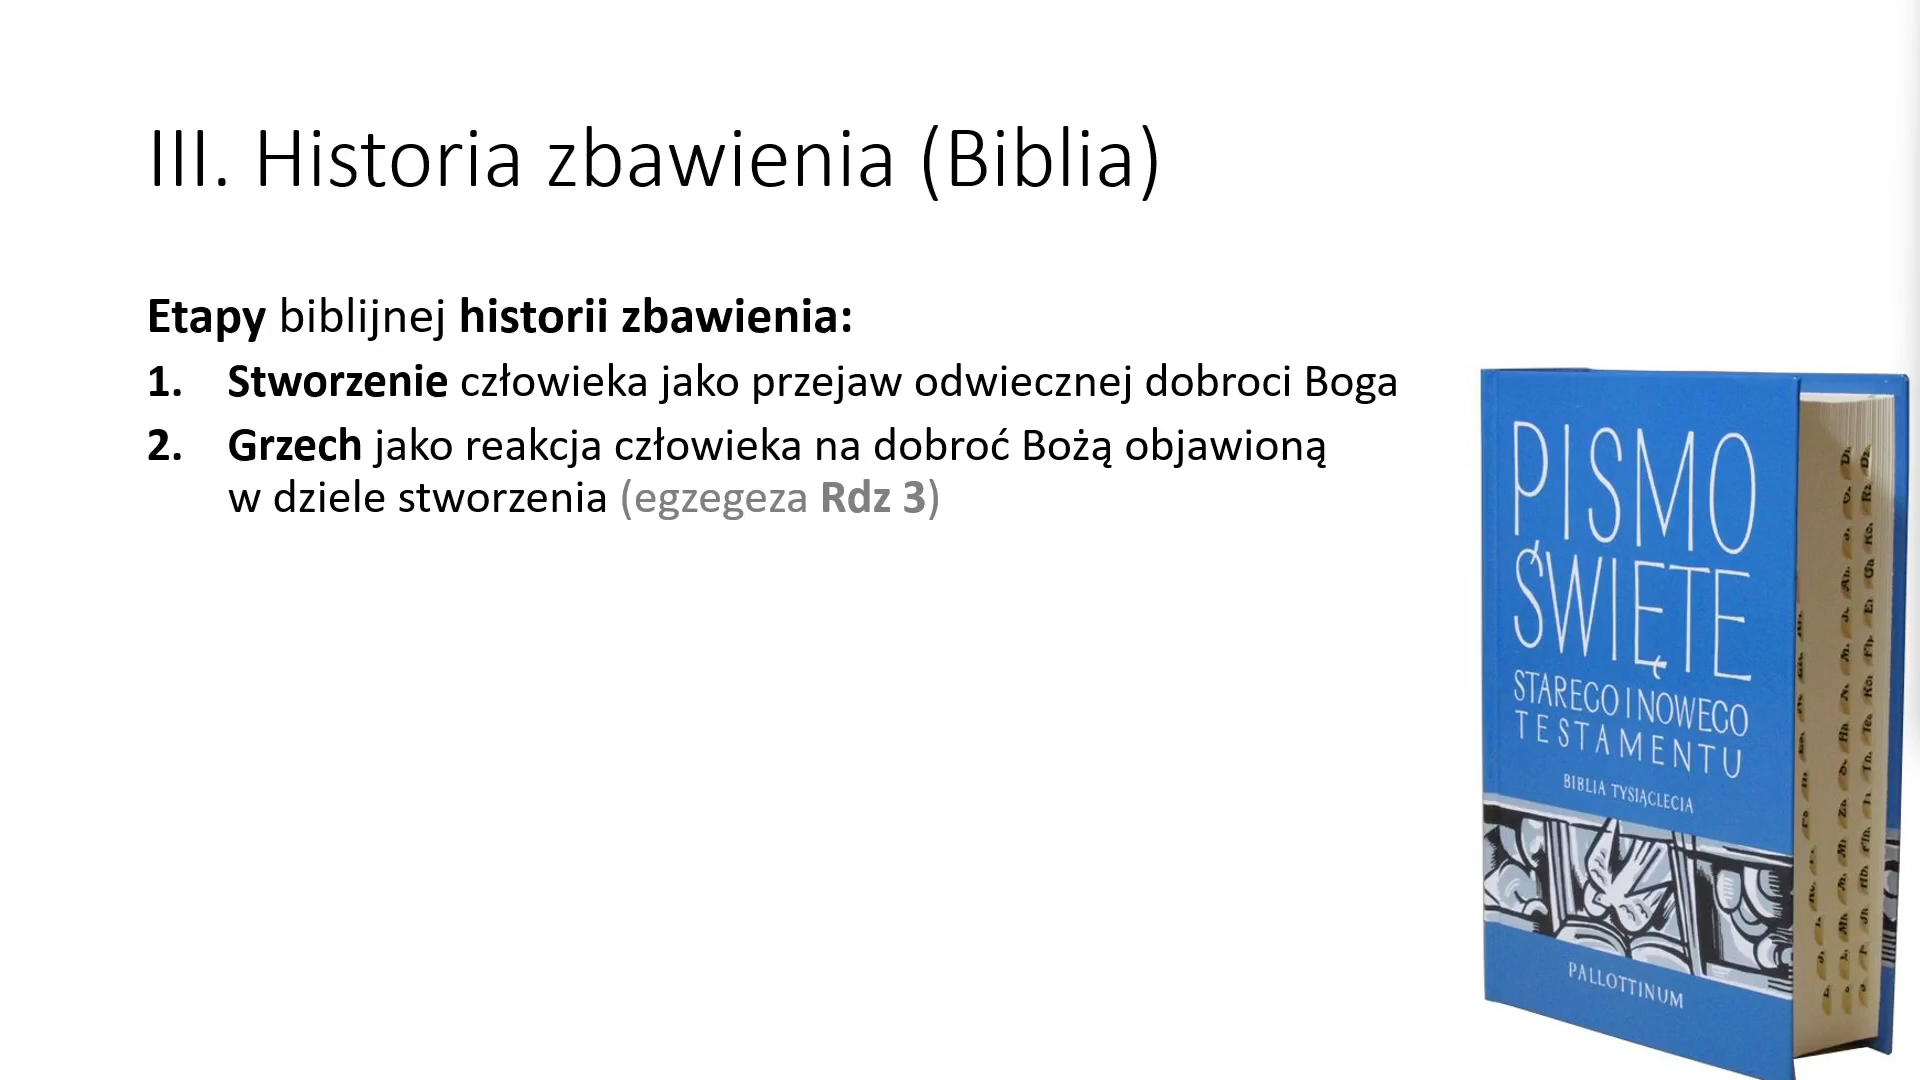 III. Historia zbawienia (Biblia)
Etapy biblijnej historii zbawienia:
1. Stworzenie człowieka jako przejaw odwiecznej dobroci Boga
2. Grzech jako reakcja człowieka na dobroć Bożą objawioną
w dziele stworzenia (egzegeza Rdz 3)
PISMO
ŚWIĘTE
STAREGO I NOWEGO
TESTAMENTU
BIBLIA TYSIĄCLECIA
PALLOTTINUM